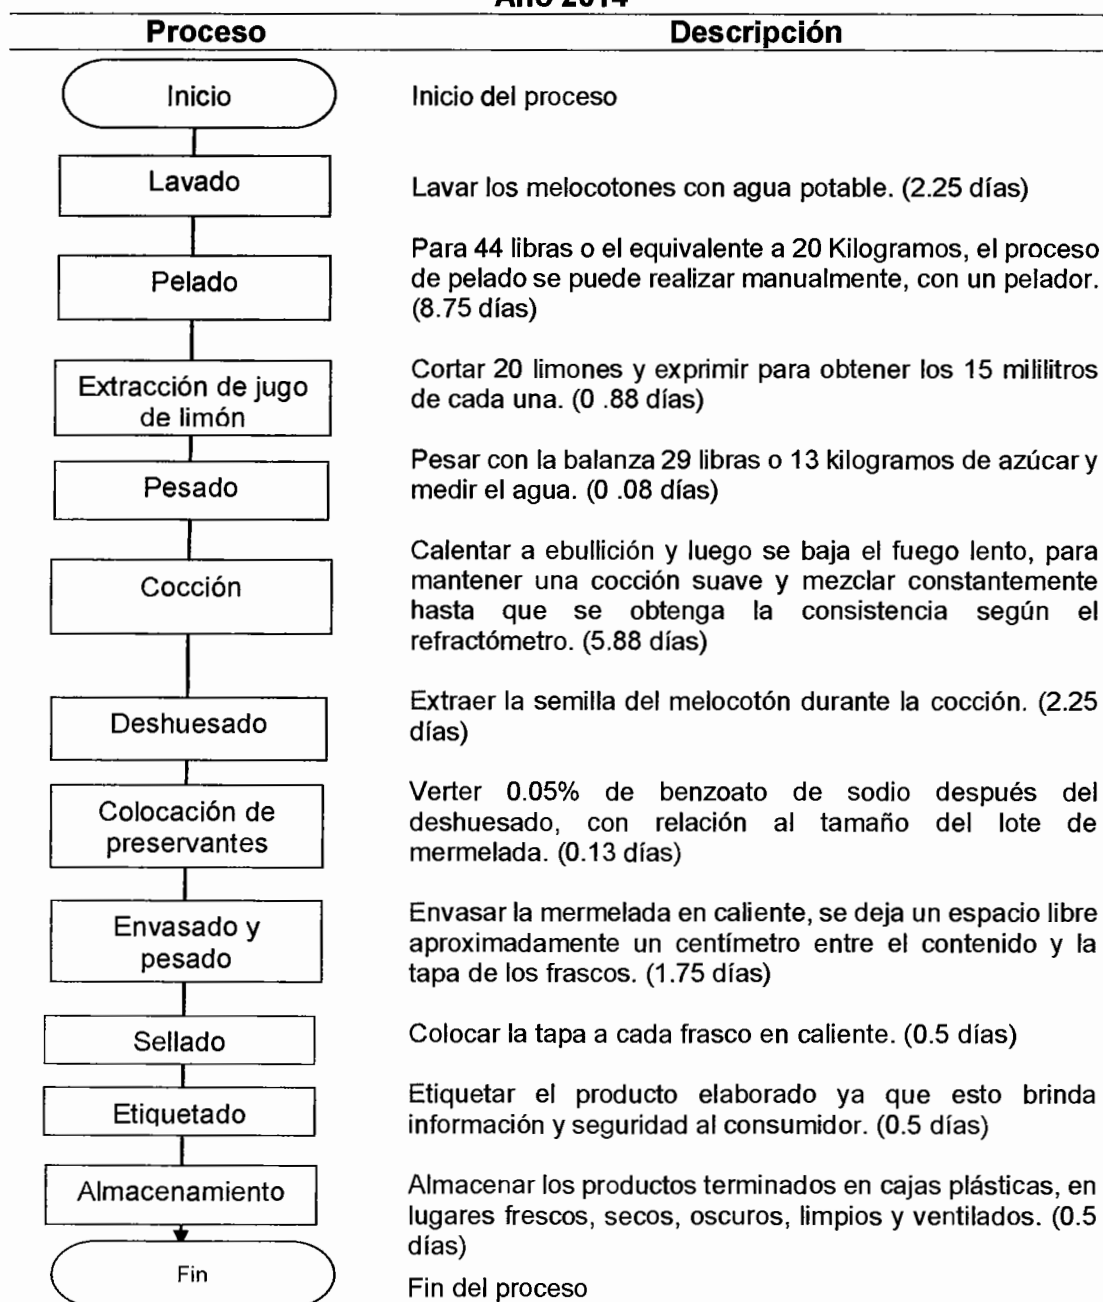 Año 2014
Proceso
Descripción
Inicio
Inicio del proceso
Lavado
Lavar los melocotones con agua potable. (2.25 días)
Pelado
Para 44 libras o el equivalente a 20 Kilogramos, el proceso
de pelado se puede realizar manualmente, con un pelador.
(8.75 días)
Extracción de jugo
de limón
Cortar 20 limones y exprimir para obtener los 15 mililitros
de cada una. (0 .88 días)
Pesado
Pesar con la balanza 29 libras o 13 kilogramos de azúcar y
medir el agua. (0 .08 días)
Cocción
Calentar a ebullición y luego se baja el fuego lento, para
mantener una cocción suave y mezclar constantemente
hasta que se obtenga la consistencia según el
refractómetro. (5.88 días)
Deshuesado
Extraer la semilla del melocotón durante la cocción. (2.25
días)
Colocación de
preservantes
Verter 0.05% de benzoato de sodio después del
deshuesado, con relación al tamaño del lote de
mermelada. (0.13 días)
Envasado y
pesado
Envasar la mermelada en caliente, se deja un espacio libre
aproximadamente un centímetro entre el contenido y la
tapa de los frascos. (1.75 días)
Sellado
Colocar la tapa a cada frasco en caliente. (0.5 días)
Etiquetado
Etiquetar el producto elaborado ya que esto brinda
información y seguridad al consumidor. (0.5 días)
Almacenamiento
Almacenar los productos terminados en cajas plásticas, en
lugares frescos, secos, oscuros, limpios y ventilados. (0.5
días)
Fin
Fin del proceso